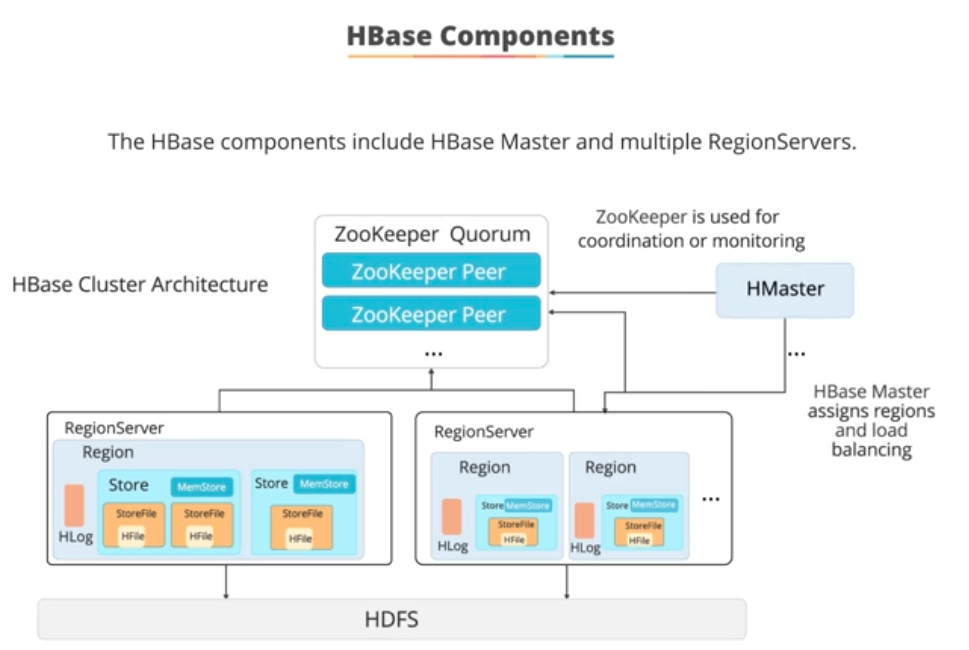 HBase Components
The HBase components include HBase Master and multiple RegionServers.
ZooKeeper is used for
coordination or monitoring
ZooKeeper Quorum
ZooKeeper Peer
ZooKeeper Peer
...
HBase Cluster Architecture
HMaster
...
HBase Master
assigns regions
and load
balancing
RegionServer
Region
HLog
Store
MemStore
StoreFile
HFile
StoreFile
HFile
Store
MemStore
StoreFile
HFile
RegionServer
Region
HLog
Store
MemStore
StoreFile
HFile
Region
HLog
Store
MemStore
StoreFile
HFile
...
HDFS